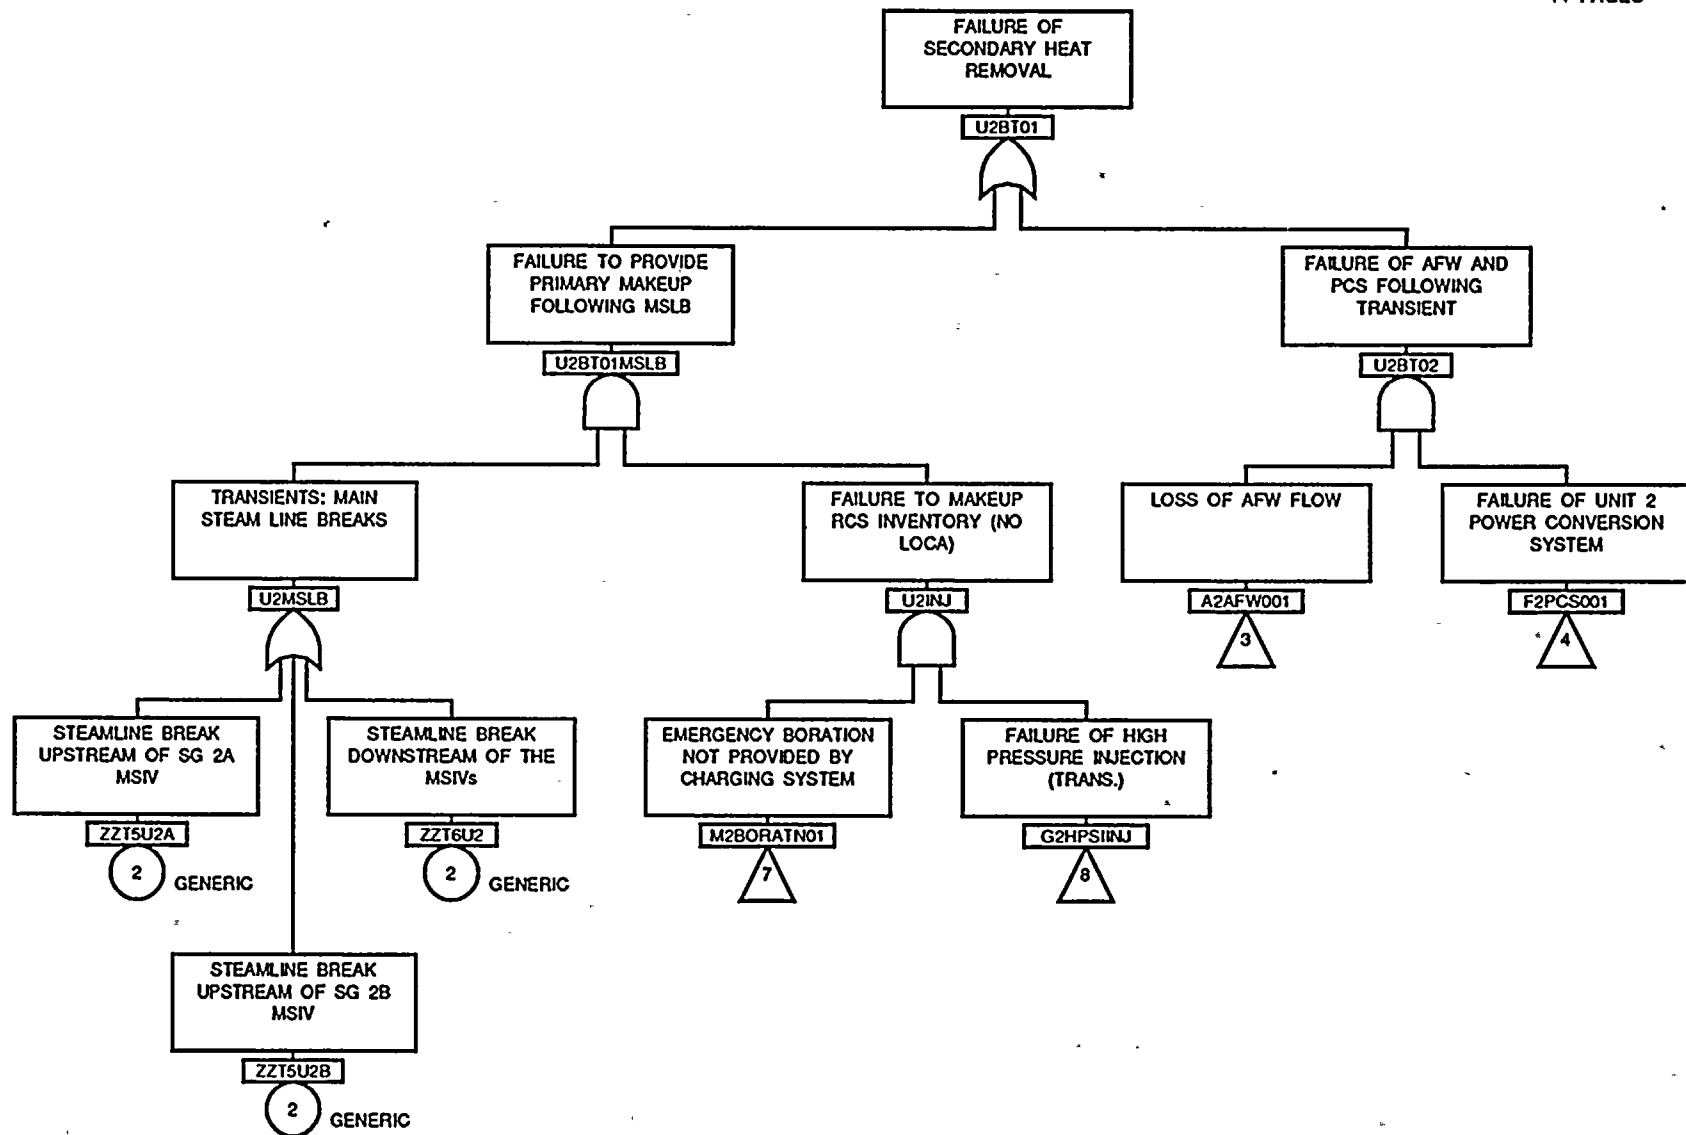 FAILURE OF
SECONDARY HEAT
REMOVAL
U2BT01
FAILURE TO PROVIDE
PRIMARY MAKEUP
FOLLOWING MSLB
U2BT01MSLB
FAILURE OF AFW AND
PCS FOLLOWING
TRANSIENT
U2BT02
TRANSIENTS: MAIN
STEAM LINE BREAKS
U2MSLB
FAILURE TO MAKEUP
RCS INVENTORY (NO
LOCA)
U2INJ
LOSS OF AFW FLOW
A2AFW001
3
FAILURE OF UNIT 2
POWER CONVERSION
SYSTEM
F2PCS001
4
STEAMLINE BREAK
UPSTREAM OF SG 2A
MSIV
ZZT5U2A
2
GENERIC
STEAMLINE BREAK
DOWNSTREAM OF THE
MSIVs
ZZT6U2
2
GENERIC
EMERGENCY BORATION
NOT PROVIDED BY
CHARGING SYSTEM
M2BORATN01
7
FAILURE OF HIGH
PRESSURE INJECTION
(TRANS.)
G2HPSIINJ
8
STEAMLINE BREAK
UPSTREAM OF SG 2B
MSIV
ZZT5U2B
2
GENERIC